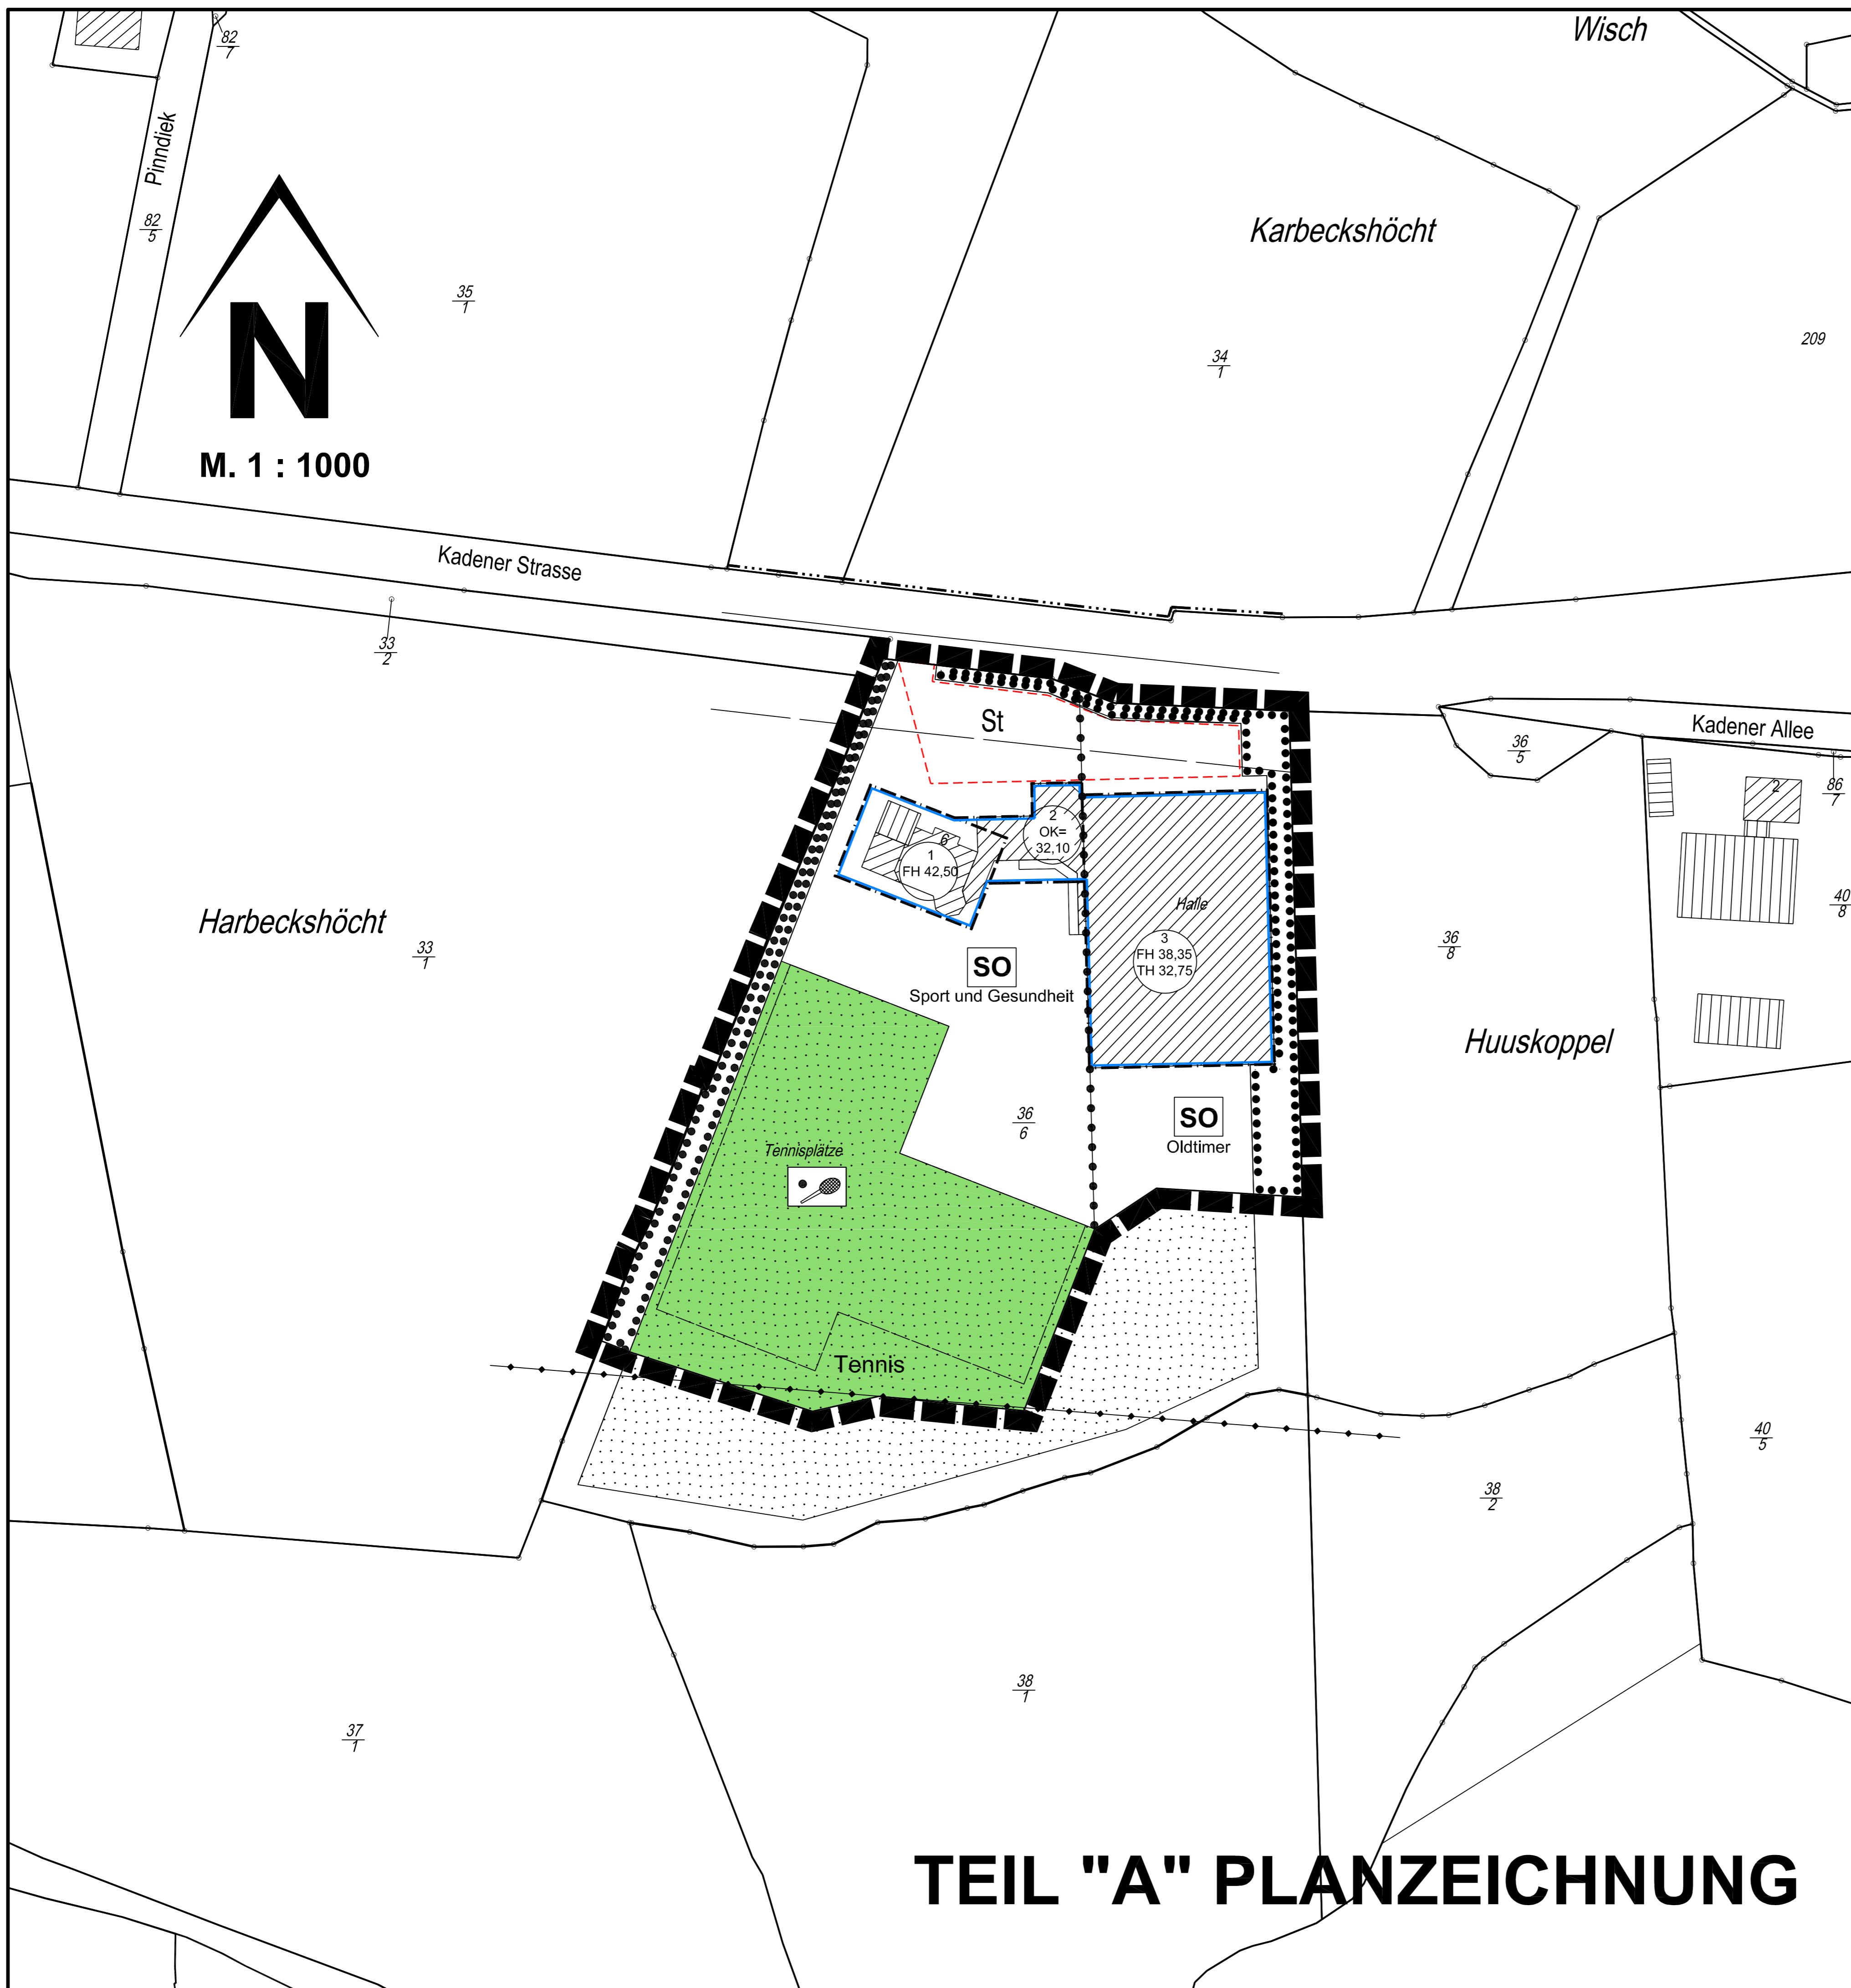 Wisch
82
7
Pinndiek
Karbeckshöcht
82
5
35
1
N
209
34
1
M. 1 : 1000
Kadener Strasse
33
2
St
Kadener Allee
36
5
2
86
7
2
OK=
32,10
6
1
FH 42,50
Halle
40
8
Harbeckshöcht
33
1
3
FH 38,35
TH 32,75
36
8
SO
Sport und Gesundheit
Huuskoppel
36
6
SO
Oldtimer
Tennisplätze
Tennis
40
5
38
2
38
1
37
1
TEIL "A" PLANZEICHNUNG